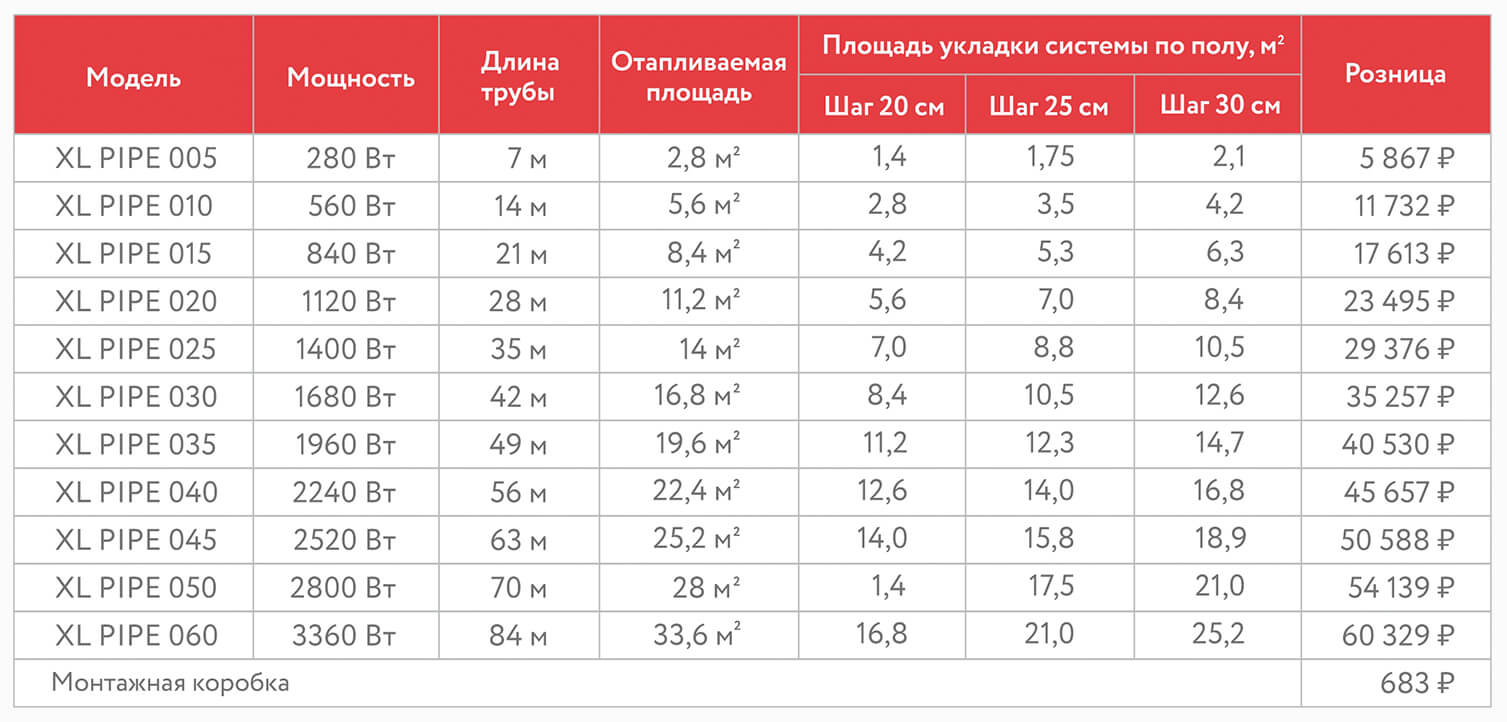 Модель Мощность Длина трубы Отапливаемая площадь Площадь укладки системы по полу, м² Розница
Шаг 20 см Шаг 25 см Шаг 30 см
XL PIPE 005 280 Вт 7 м 2,8 м² 1,4 1,75 2,1 5 867 ₽
XL PIPE 010 560 Вт 14 м 5,6 м² 2,8 3,5 4,2 11 732 ₽
XL PIPE 015 840 Вт 21 м 8,4 м² 4,2 5,3 6,3 17 613 ₽
XL PIPE 020 1120 Вт 28 м 11,2 м² 5,6 7,0 8,4 23 495 ₽
XL PIPE 025 1400 Вт 35 м 14 м² 7,0 8,8 10,5 29 376 ₽
XL PIPE 030 1680 Вт 42 м 16,8 м² 8,4 10,5 12,6 35 257 ₽
XL PIPE 035 1960 Вт 49 м 19,6 м² 11,2 12,3 14,7 40 530 ₽
XL PIPE 040 2240 Вт 56 м 22,4 м² 12,6 14,0 16,8 45 657 ₽
XL PIPE 045 2520 Вт 63 м 25,2 м² 14,0 15,8 18,9 50 588 ₽
XL PIPE 050 2800 Вт 70 м 28 м² 1,4 17,5 21,0 54 139 ₽
XL PIPE 060 3360 Вт 84 м 33,6 м² 16,8 21,0 25,2 60 329 ₽
Монтажная коробка 683 ₽